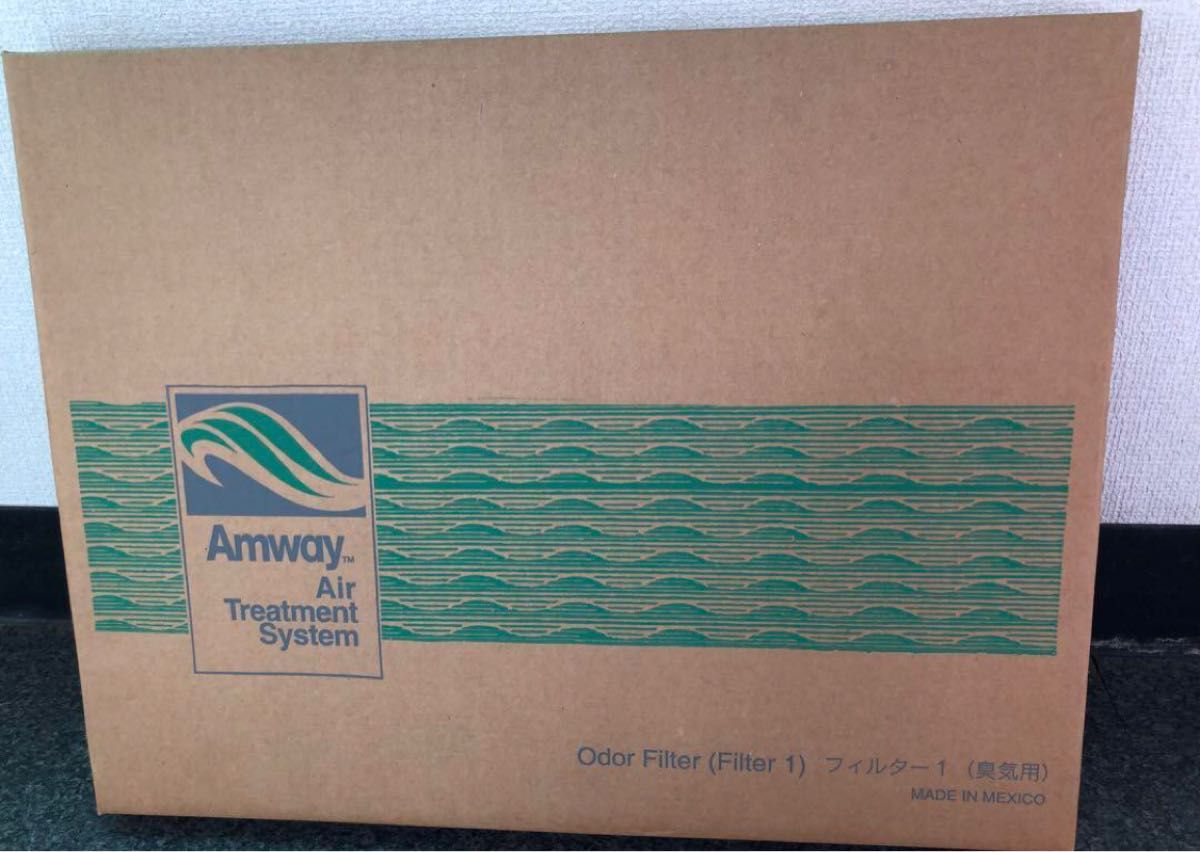 Amway™
Air
Treatment
System
Odor Filter (Filter 1) フィルター1 (臭気用)
MADE IN MEXICO